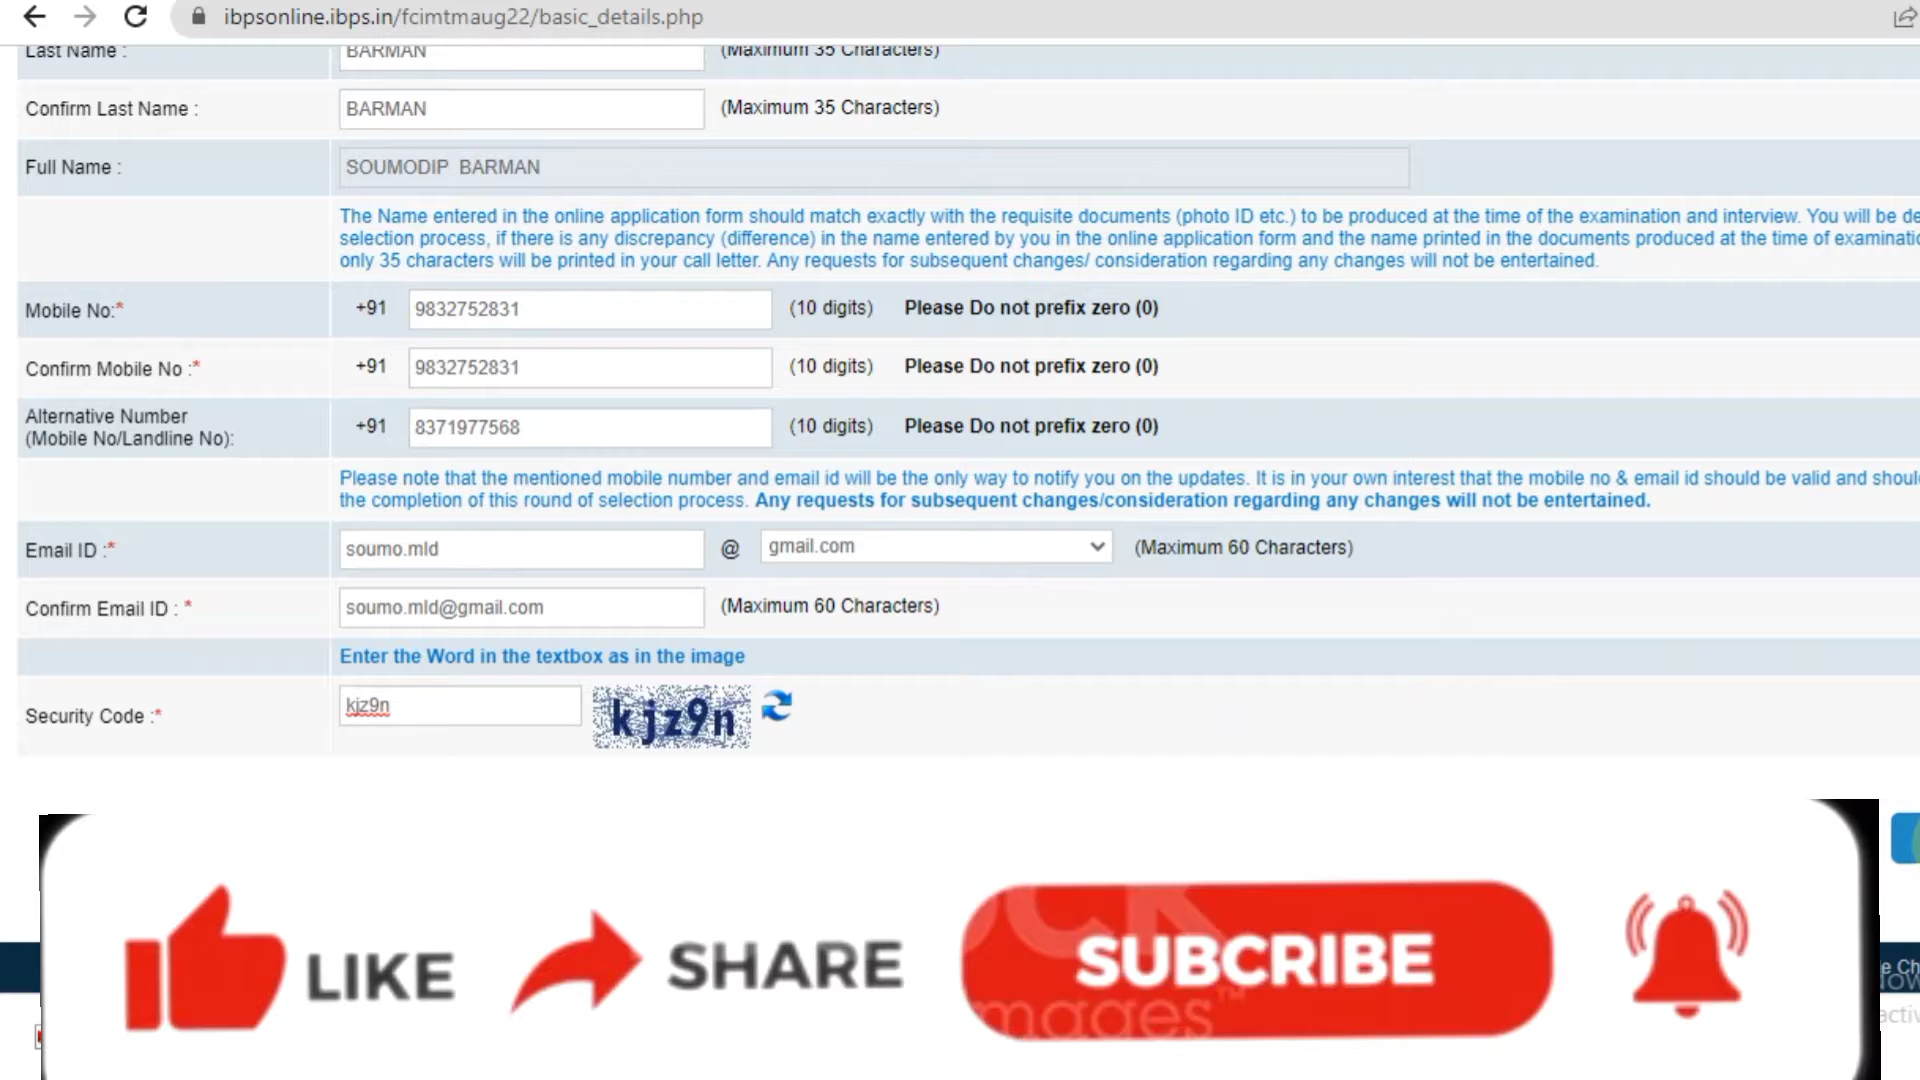 ibpsonline.ibps.in/fcimtmaug22/basic_details.php
Last Name : BARMAN (Maximum 35 Characters)
Confirm Last Name : BARMAN (Maximum 35 Characters)
Full Name : SOUMODIP BARMAN
The Name entered in the online application form should match exactly with the requisite documents (photo ID etc.) to be produced at the time of the examination and interview. You will be de
selection process, if there is any discrepancy (difference) in the name entered by you in the online application form and the name printed in the documents produced at the time of examinatio
only 35 characters will be printed in your call letter. Any requests for subsequent changes/ consideration regarding any changes will not be entertained.
Mobile No:* +91 9832752831 (10 digits) Please Do not prefix zero (0)
Confirm Mobile No :* +91 9832752831 (10 digits) Please Do not prefix zero (0)
Alternative Number
(Mobile No/Landline No): +91 8371977568 (10 digits) Please Do not prefix zero (0)
Please note that the mentioned mobile number and email id will be the only way to notify you on the updates. It is in your own interest that the mobile no & email id should be valid and shoul
the completion of this round of selection process. Any requests for subsequent changes/consideration regarding any changes will not be entertained.
Email ID :* soumo.mld @ gmail.com (Maximum 60 Characters)
Confirm Email ID : * soumo.mld@gmail.com (Maximum 60 Characters)
Enter the Word in the textbox as in the image
Security Code :* kjz9n kjz9n
LIKE SHARE SUBCRIBE
images™